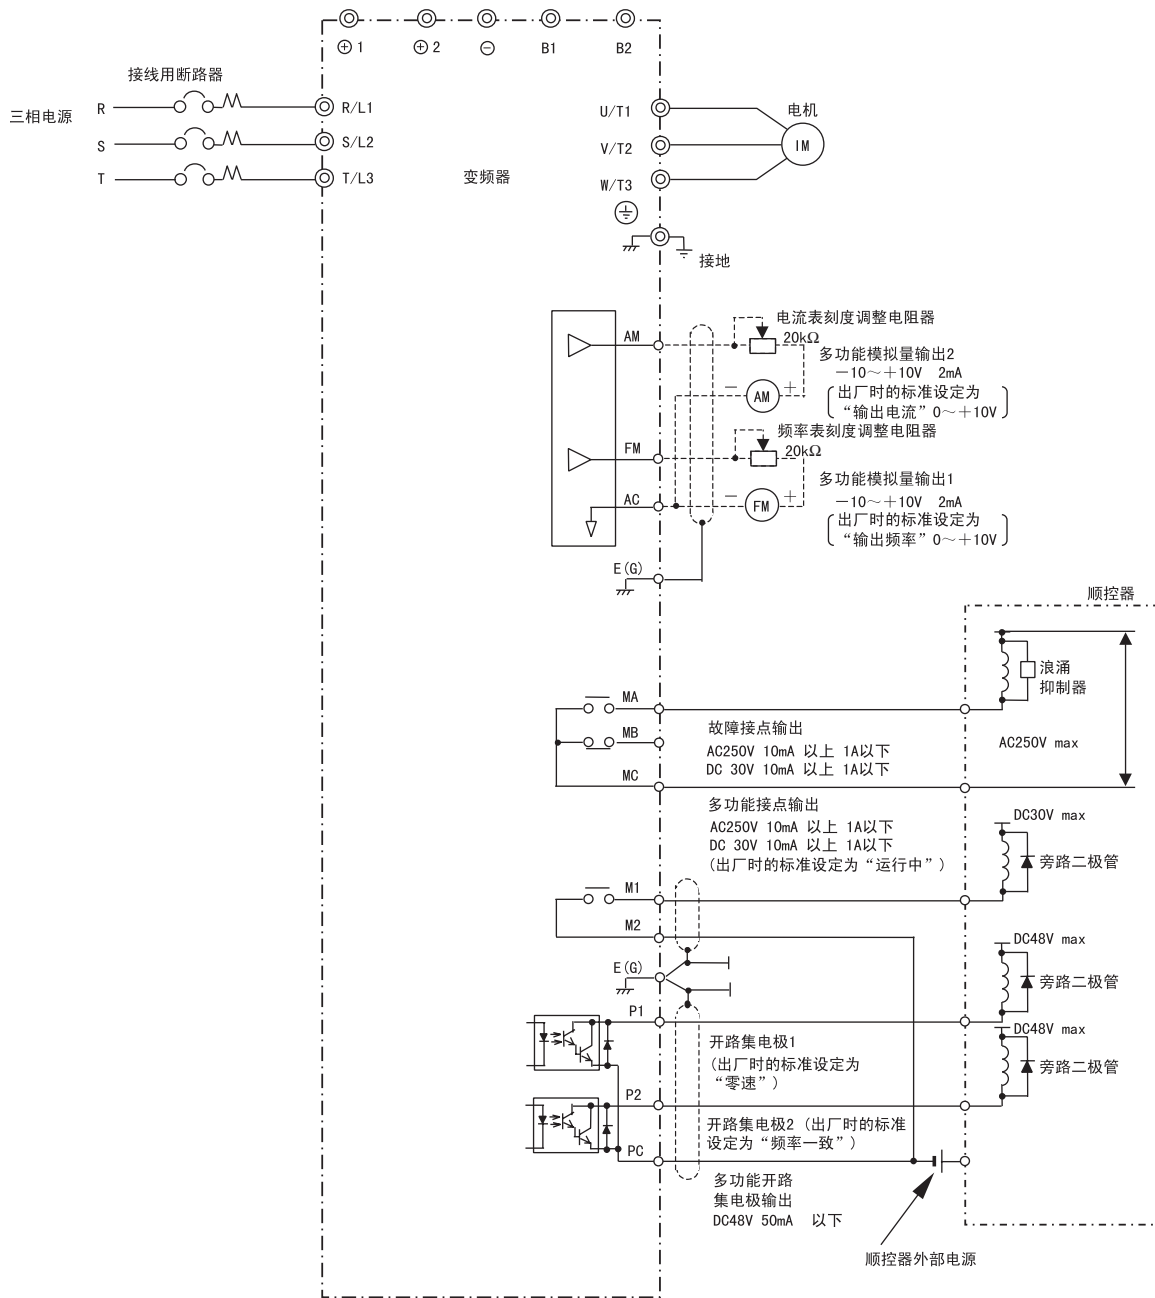 ⊕1
⊕2
⊖
B1
B2
接线用断路器
三相电源
R
R/L1
S
S/L2
T
T/L3
变频器
U/T1
V/T2
W/T3
电机
IM
接地
AM
电流表刻度调整电阻器
20kΩ
多功能模拟量输出2
－10～＋10V 2mA
－
AM
＋
出厂时的标准设定为
“输出电流”0～＋10V
频率表刻度调整电阻器
20kΩ
FM
多功能模拟量输出1
－10～＋10V 2mA
AC
－
FM
＋
出厂时的标准设定为
“输出频率”0～＋10V
E(G)
顺控器
浪涌
抑制器
MA
故障接点输出
AC250V 10mA 以上 1A以下
DC 30V 10mA 以上 1A以下
AC250V max
MB
MC
多功能接点输出
AC250V 10mA 以上 1A以下
DC 30V 10mA 以上 1A以下
(出厂时的标准设定为“运行中”)
DC30V max
旁路二极管
M1
M2
DC48V max
旁路二极管
E(G)
P1
开路集电极1
(出厂时的标准设定为
“零速”)
DC48V max
旁路二极管
P2
开路集电极2 (出厂时的标准
设定为“频率一致”)
PC
多功能开路
集电极输出
DC48V 50mA 以下
顺控器外部电源